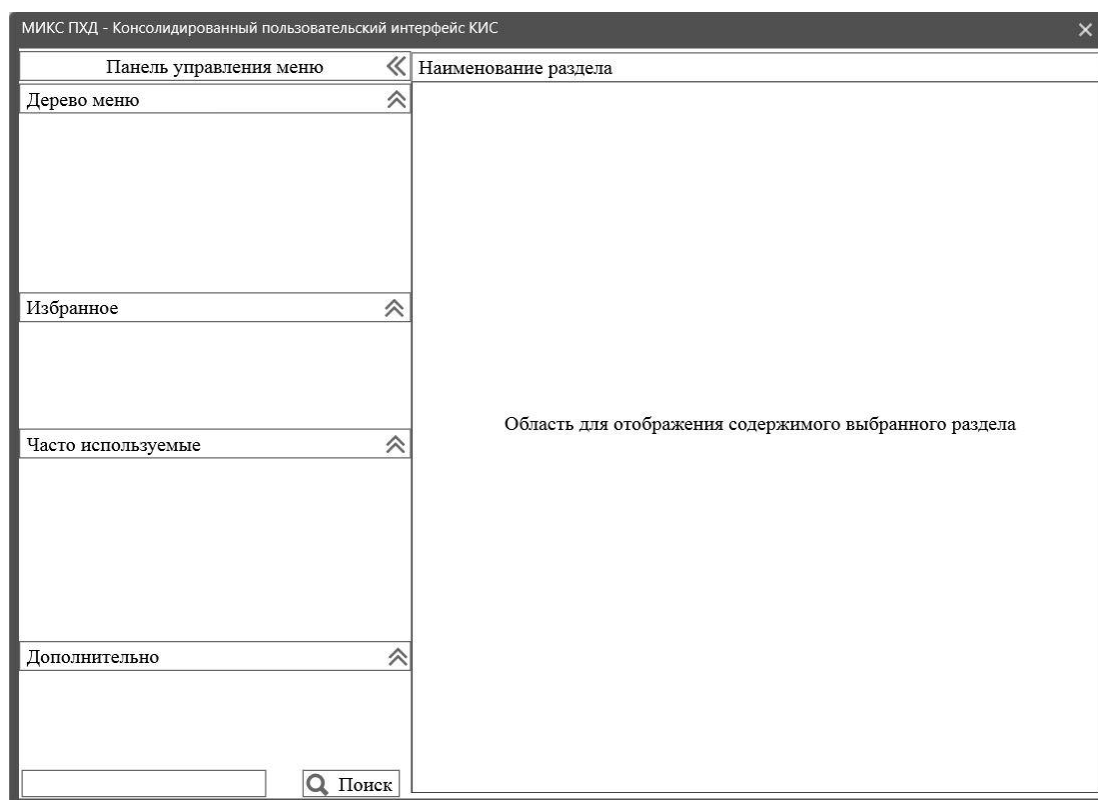 МИКС ПХД - Консолидированный пользовательский интерфейс КИС
Панель управления меню
Наименование раздела
Дерево меню
Избранное
Область для отображения содержимого выбранного раздела
Часто используемые
Дополнительно
Поиск